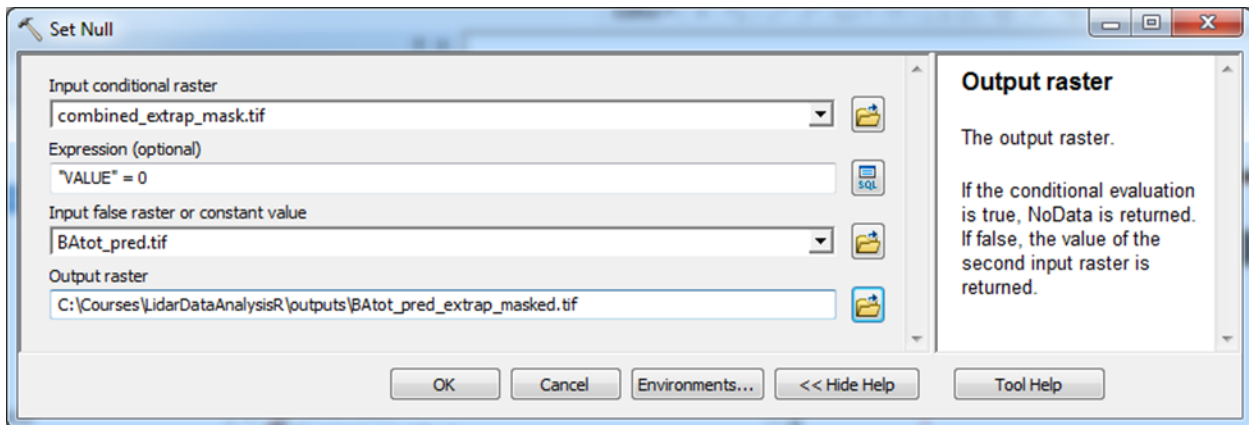 Set Null
Input conditional raster
combined_extrap_mask.tif
Expression (optional)
"VALUE" = 0
SQL
Input false raster or constant value
BAtot_pred.tif
Output raster
C:\Courses\LidarDataAnalysisR\outputs\BAtot_pred_extrap_masked.tif
OK
Cancel
Environments...
<< Hide Help
Output raster
The output raster.
If the conditional evaluation
is true, NoData is returned.
If false, the value of the
second input raster is
returned.
Tool Help